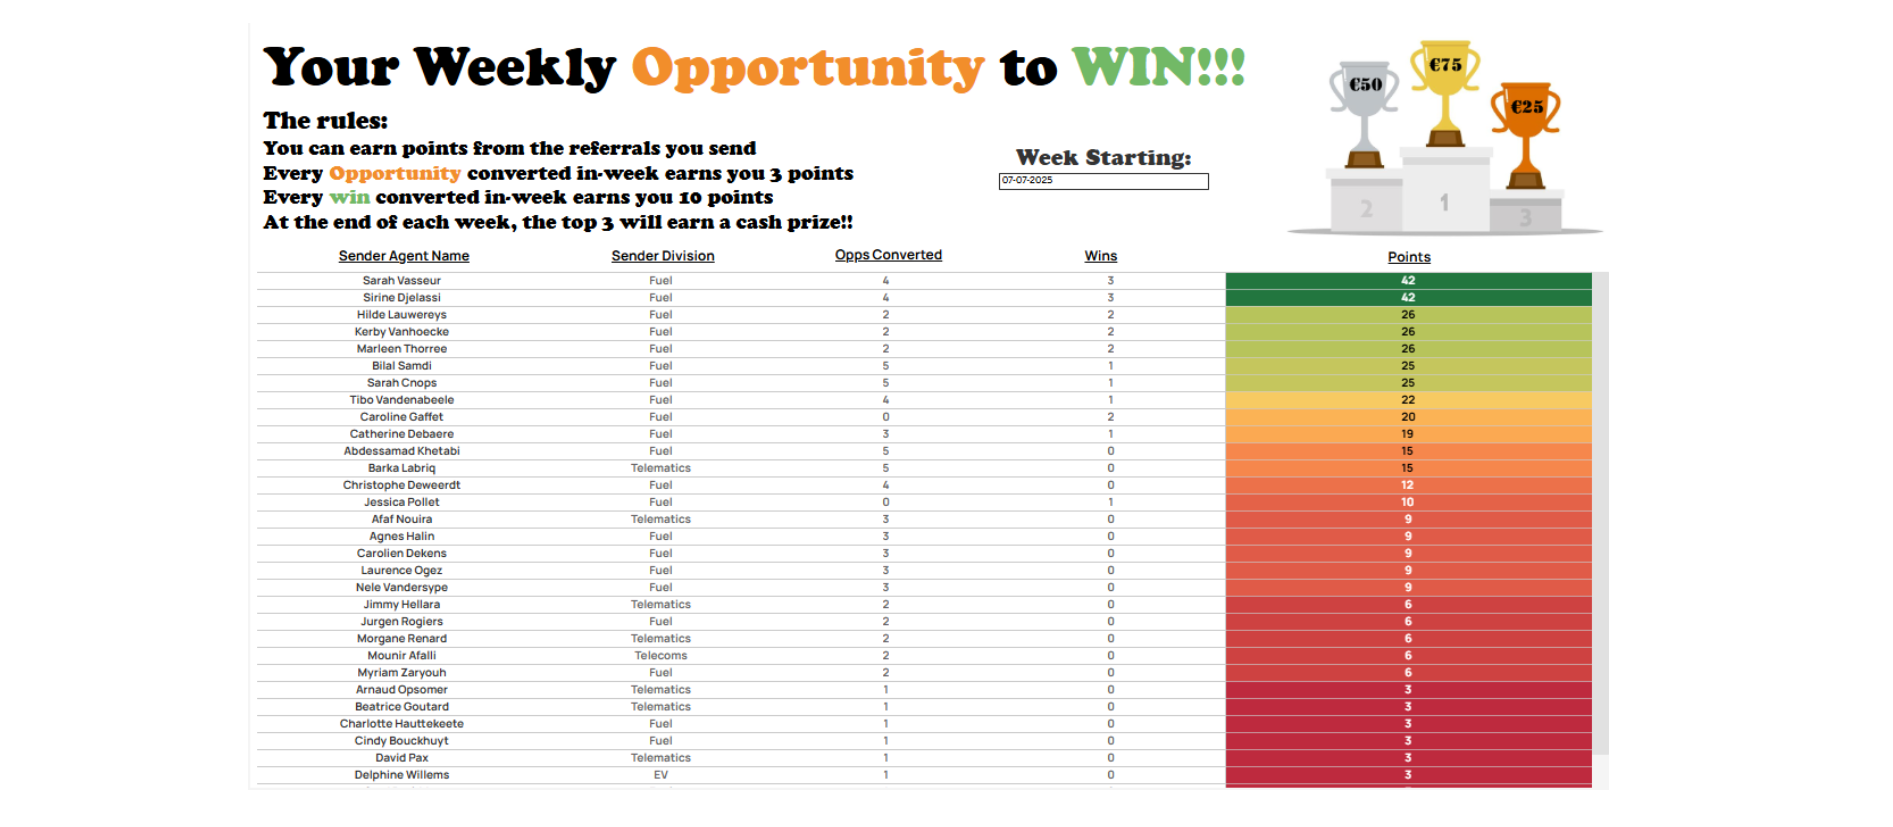 Your Weekly Opportunity to WIN!!!
€50
€75
€25
2
1
3
The rules:
You can earn points from the referrals you send
Every Opportunity converted in-week earns you 3 points
Every win converted in-week earns you 10 points
At the end of each week, the top 3 will earn a cash prize!!
Week Starting:
07-07-2025
Sender Agent Name Sender Division Opps Converted Wins Points
Sarah Vasseur Fuel 4 3 42
Sirine Djelassi Fuel 4 3 42
Hilde Lauwereys Fuel 2 2 26
Kerby Vanhoecke Fuel 2 2 26
Marleen Thorree Fuel 2 2 26
Bilal Samdi Fuel 5 1 25
Sarah Cnops Fuel 5 1 25
Tibo Vandenabeele Fuel 4 1 22
Caroline Gaffet Fuel 0 2 20
Catherine Debaere Fuel 3 1 19
Abdessamad Khetabi Fuel 5 0 15
Barka Labriq Telematics 5 0 15
Christophe Deweerdt Fuel 4 0 12
Jessica Pollet Fuel 0 1 10
Afaf Nouira Telematics 3 0 9
Agnes Halin Fuel 3 0 9
Carolien Dekens Fuel 3 0 9
Laurence Ogez Fuel 3 0 9
Nele Vandersype Fuel 3 0 9
Jimmy Hellara Telematics 2 0 6
Jurgen Rogiers Fuel 2 0 6
Morgane Renard Telematics 2 0 6
Mounir Afalli Telecoms 2 0 6
Myriam Zaryouh Fuel 2 0 6
Arnaud Opsomer Telematics 1 0 3
Beatrice Goutard Telematics 1 0 3
Charlotte Hauttekeete Fuel 1 0 3
Cindy Bouckhuyt Fuel 1 0 3
David Pax Telematics 1 0 3
Delphine Willems EV 1 0 3